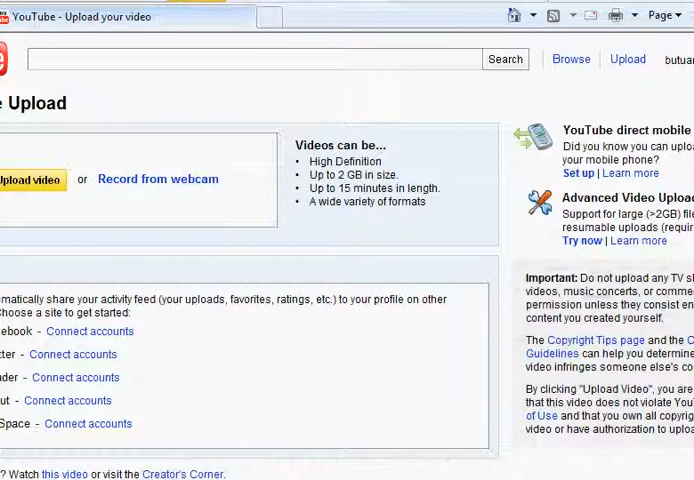 YouTube - Upload your video
Page
e
Search
Browse | Upload
butuan
e Upload
Upload video or Record from webcam
Videos can be...
• High Definition
• Up to 2 GB in size.
• Up to 15 minutes in length.
• A wide variety of formats
YouTube direct mobile
Did you know you can uploa
your mobile phone?
Set up | Learn more
Advanced Video Upload
Support for large (>2GB) file
resumable uploads (requir
Try now | Learn more
matically share your activity feed (your uploads, favorites, ratings, etc.) to your profile on other
Choose a site to get started:
ebook - Connect accounts
tter - Connect accounts
ader - Connect accounts
ut - Connect accounts
Space - Connect accounts
Important: Do not upload any TV sh
videos, music concerts, or comme
permission unless they consist en
content you created yourself.
The Copyright Tips page and the C
Guidelines can help you determine
video infringes someone else's co
By clicking "Upload Video", you are
that this video does not violate You
of Use and that you own all copyrig
video or have authorization to uploa
? Watch this video or visit the Creator's Corner.